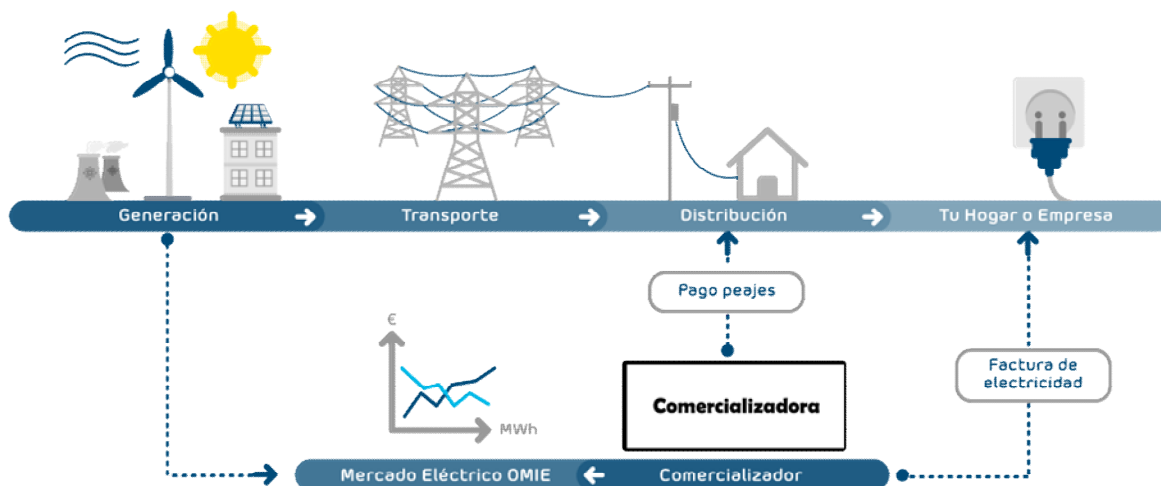 Generación
Transporte
Distribución
Tu Hogar o Empresa
Pago peajes
€
MWh
Comercializadora
Factura de
electricidad
Mercado Eléctrico OMIE
Comercializador